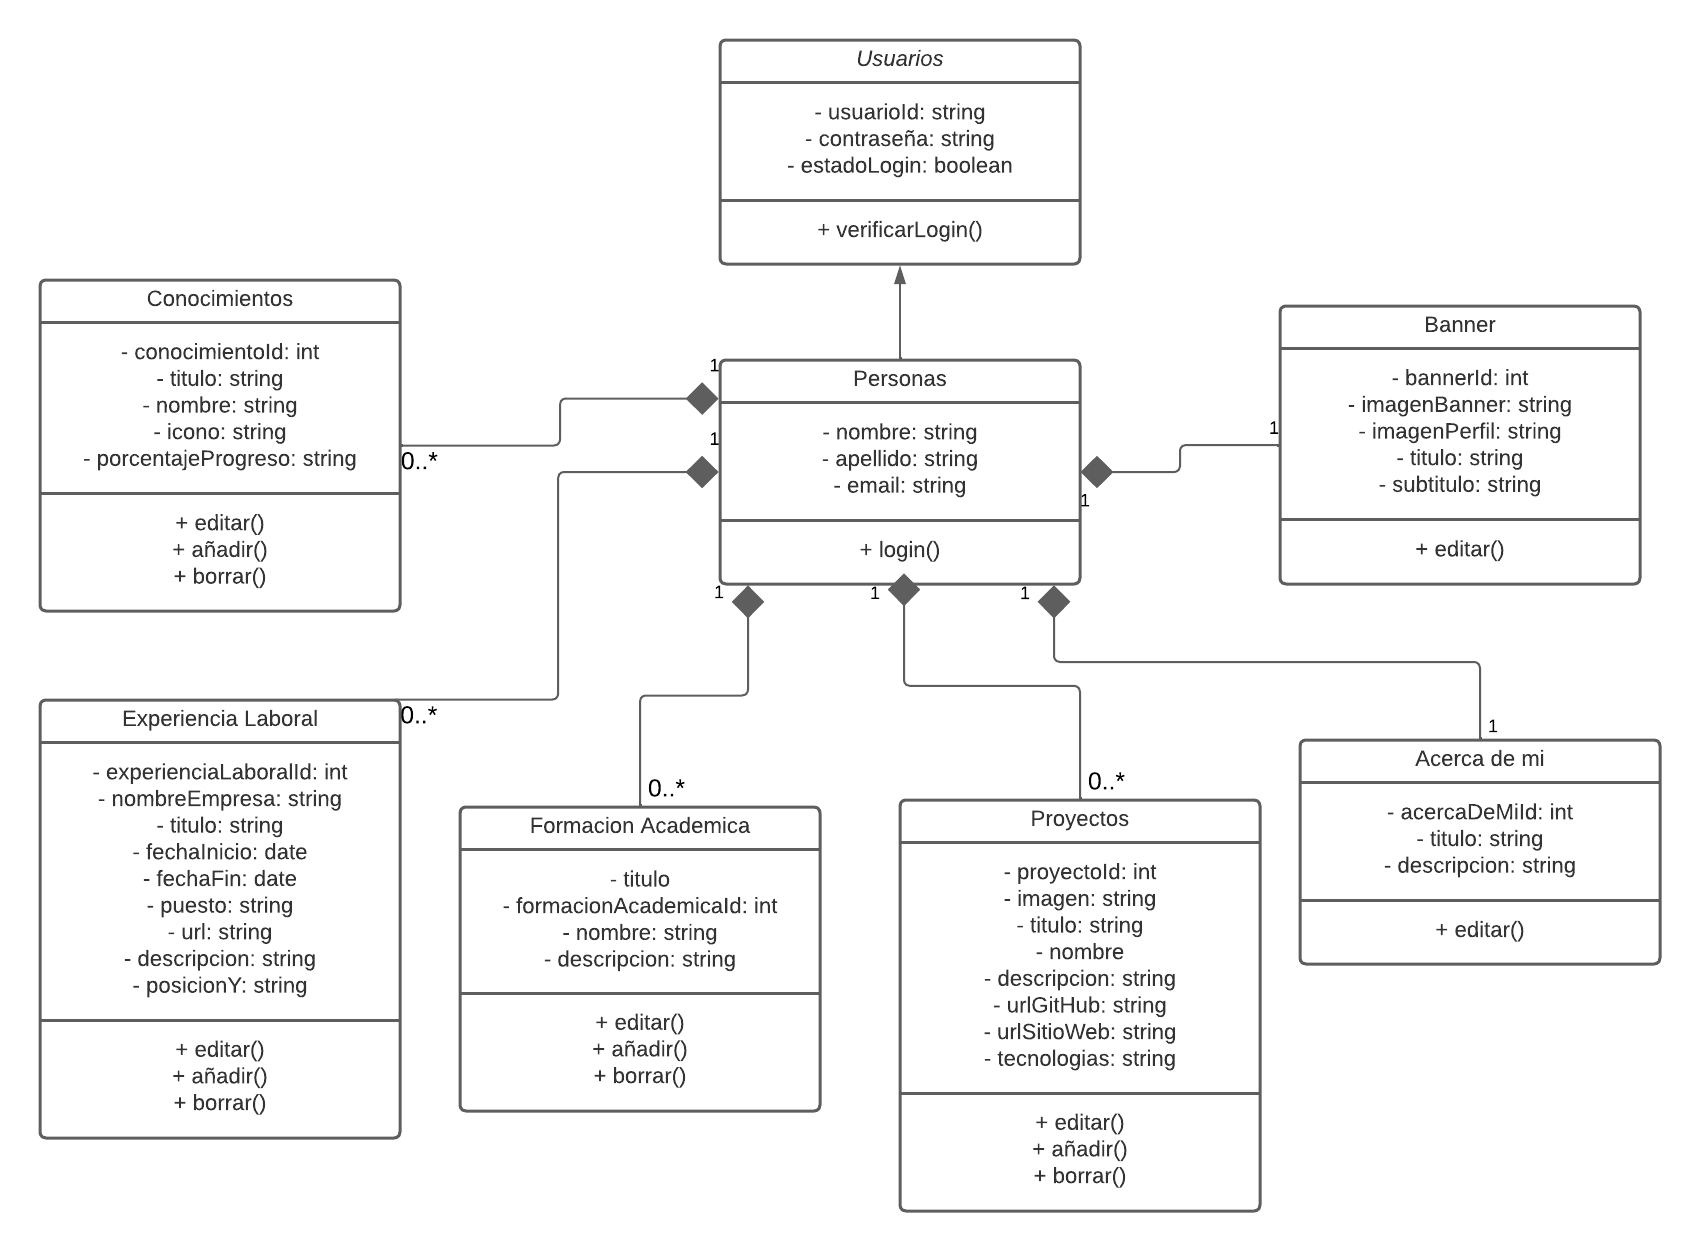 Usuarios
- usuarioId: string
- contraseña: string
- estadoLogin: boolean
+ verificarLogin()
Conocimientos
- conocimientoId: int
- titulo: string
- nombre: string
- icono: string
- porcentajeProgreso: string
+ editar()
+ añadir()
+ borrar()
0..*
1
1
Personas
- nombre: string
- apellido: string
- email: string
+ login()
1
1
1
1
1
Banner
- bannerId: int
- imagenBanner: string
- imagenPerfil: string
- titulo: string
- subtitulo: string
+ editar()
Experiencia Laboral
- experienciaLaboralId: int
- nombreEmpresa: string
- titulo: string
- fechaInicio: date
- fechaFin: date
- puesto: string
- url: string
- descripcion: string
- posicionY: string
+ editar()
+ añadir()
+ borrar()
0..*
0..*
Formacion Academica
- titulo
- formacionAcademicaId: int
- nombre: string
- descripcion: string
+ editar()
+ añadir()
+ borrar()
0..*
Proyectos
- proyectoId: int
- imagen: string
- titulo: string
- nombre
- descripcion: string
- urlGitHub: string
- urlSitioWeb: string
- tecnologias: string
+ editar()
+ añadir()
+ borrar()
1
Acerca de mi
- acercaDeMiId: int
- titulo: string
- descripcion: string
+ editar()